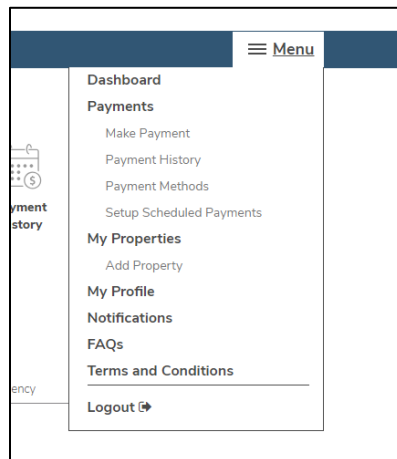 Menu
Dashboard
Payments
Make Payment
Payment History
Payment Methods
Setup Scheduled Payments
My Properties
Add Property
My Profile
Notifications
FAQs
Terms and Conditions
Logout
yment
story
ency